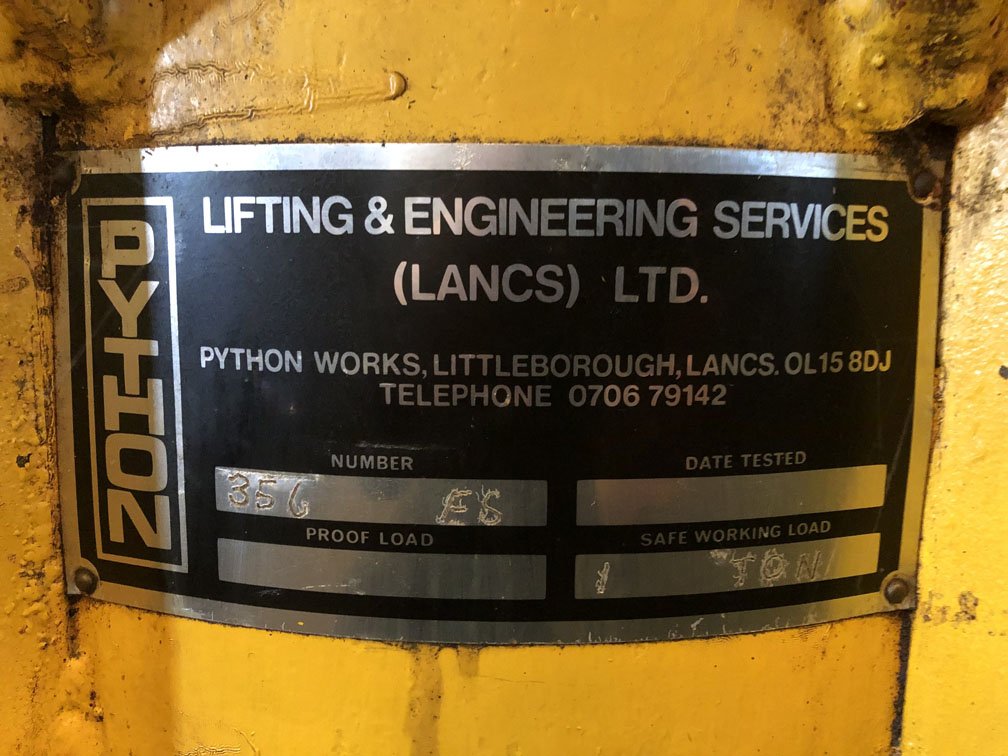 PYTHON
LIFTING & ENGINEERING SERVICES
(LANCS) LTD.
PYTHON WORKS, LITTLEBOROUGH, LANCS. OL15 8DJ
TELEPHONE 0706 79142
NUMBER
356 ES
DATE TESTED
PROOF LOAD
SAFE WORKING LOAD
1 TON